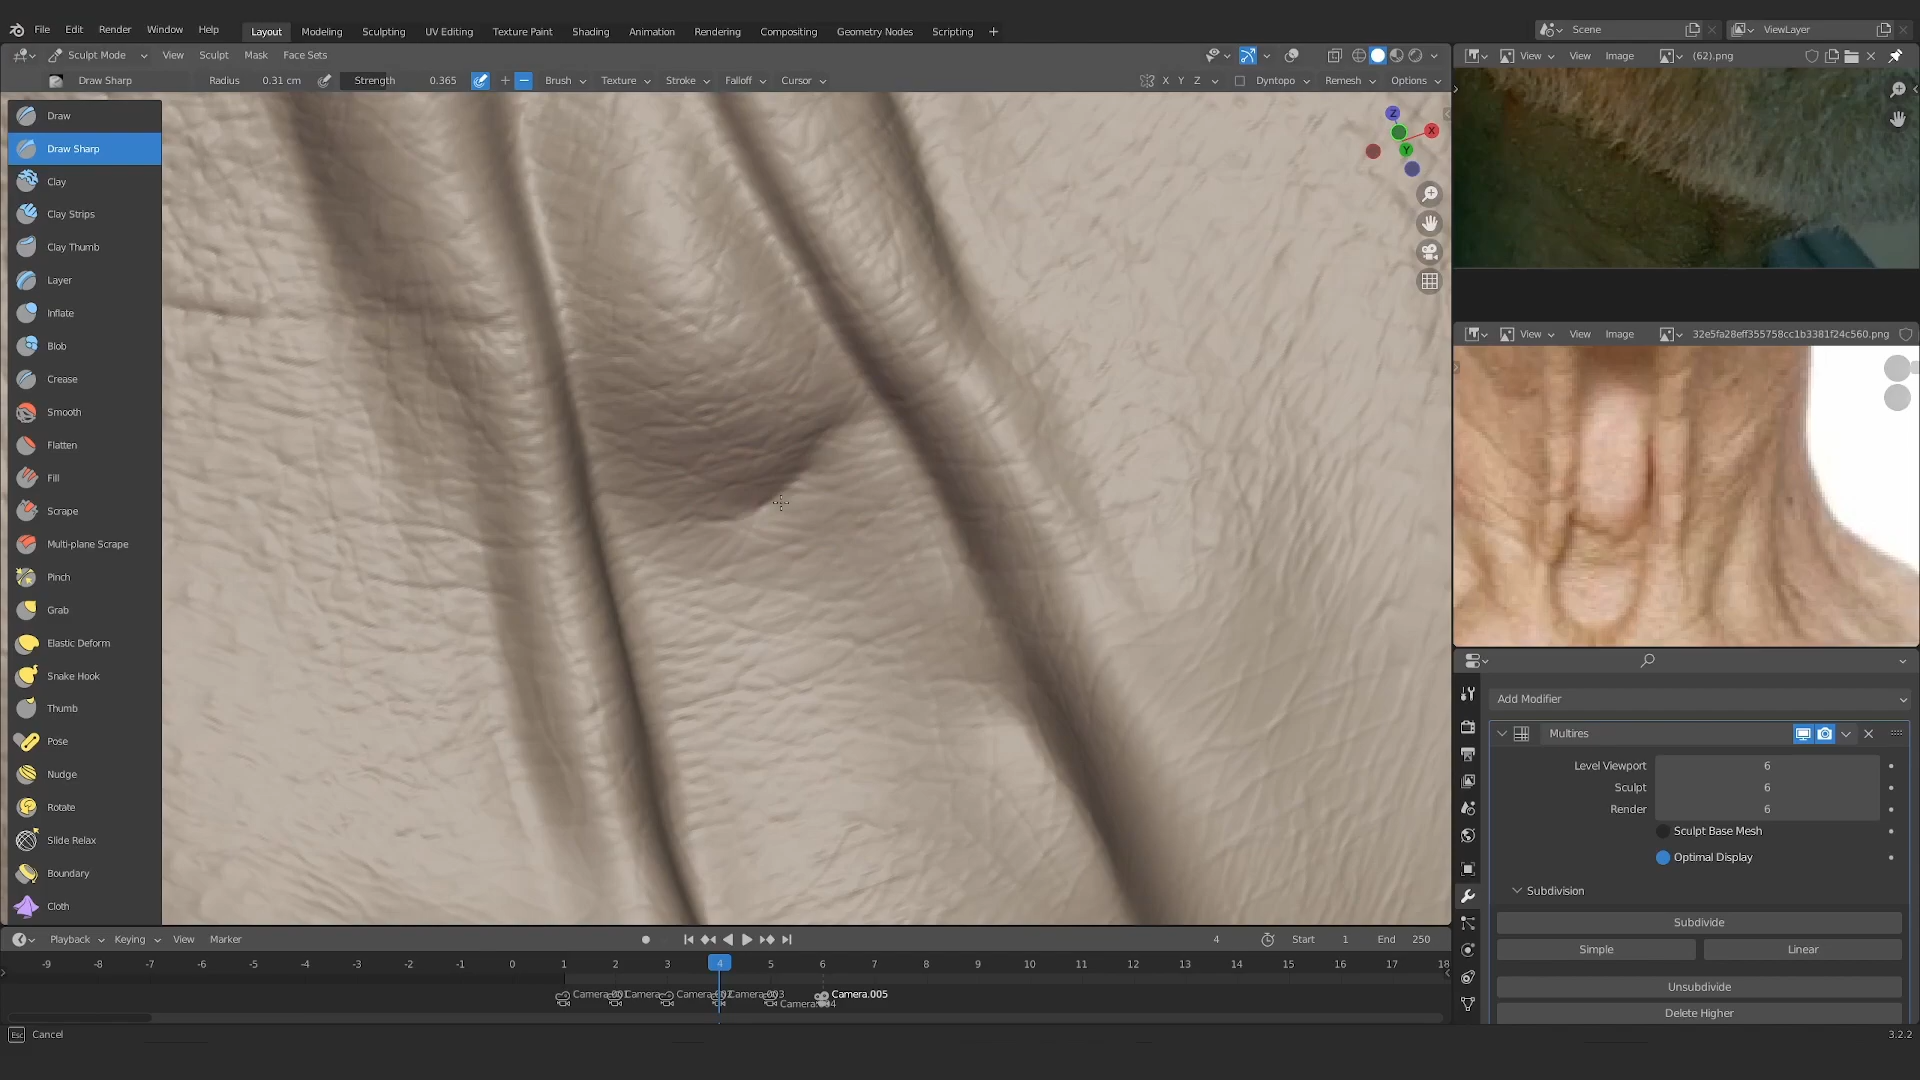 File Edit Render Window Help Layout Modeling Sculpting UV Editing Texture Paint Shading Animation Rendering Compositing Geometry Nodes Scripting + Scene ViewLayer
Sculpt Mode View Sculpt Mask Face Sets View View Image (62).png
Draw Sharp Radius 0.31 cm Strength 0.365 Brush Texture Stroke Falloff Cursor X Y Z Dyntopo Remesh Options
Draw
Draw Sharp
Clay
Clay Strips
Clay Thumb
Layer
Inflate
Blob
Crease
Smooth
Flatten
Fill
Scrape
Multi-plane Scrape
Pinch
Grab
Elastic Deform
Snake Hook
Thumb
Pose
Nudge
Rotate
Slide Relax
Boundary
Cloth
Z
X
Y
View View Image 32e5fa28eff355758cc1b3381f24c560.png
Add Modifier
Multires
Level Viewport 6
Sculpt 6
Render 6
Sculpt Base Mesh
Optimal Display
Subdivision
Subdivide
Simple Linear
Unsubdivide
Delete Higher
Playback Keying View Marker 4 Start 1 End 250
-9 -8 -7 -6 -5 -4 -3 -2 -1 0 1 2 3 4 5 6 7 8 9 10 11 12 13 14 15 16 17 18
Camera.001 Camera Camera.002 Camera.003 Camera.005
Esc Cancel 3.2.2